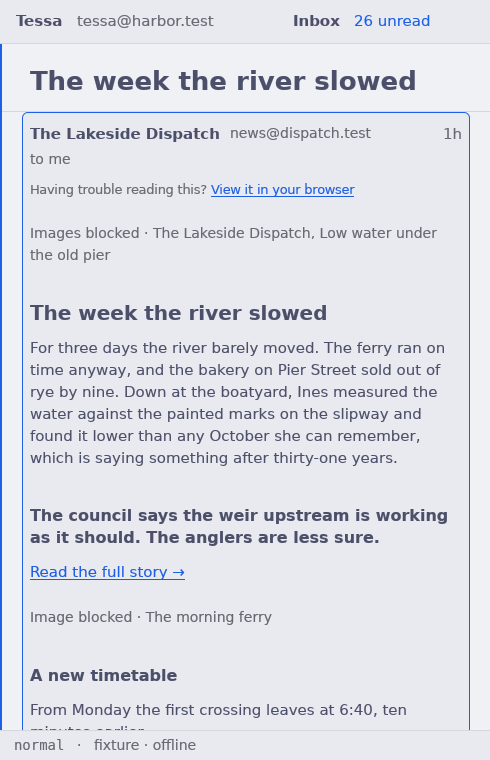 Tessa tessa@harbor.test Inbox 26 unread
The week the river slowed
The Lakeside Dispatch news@dispatch.test 1h
to me
Having trouble reading this? View it in your browser
Images blocked · The Lakeside Dispatch, Low water under
the old pier
The week the river slowed
For three days the river barely moved. The ferry ran on
time anyway, and the bakery on Pier Street sold out of
rye by nine. Down at the boatyard, Ines measured the
water against the painted marks on the slipway and
found it lower than any October she can remember,
which is saying something after thirty-one years.
The council says the weir upstream is working
as it should. The anglers are less sure.
Read the full story →
Image blocked · The morning ferry
A new timetable
From Monday the first crossing leaves at 6:40, ten
minutes earlier
normal · fixture · offline